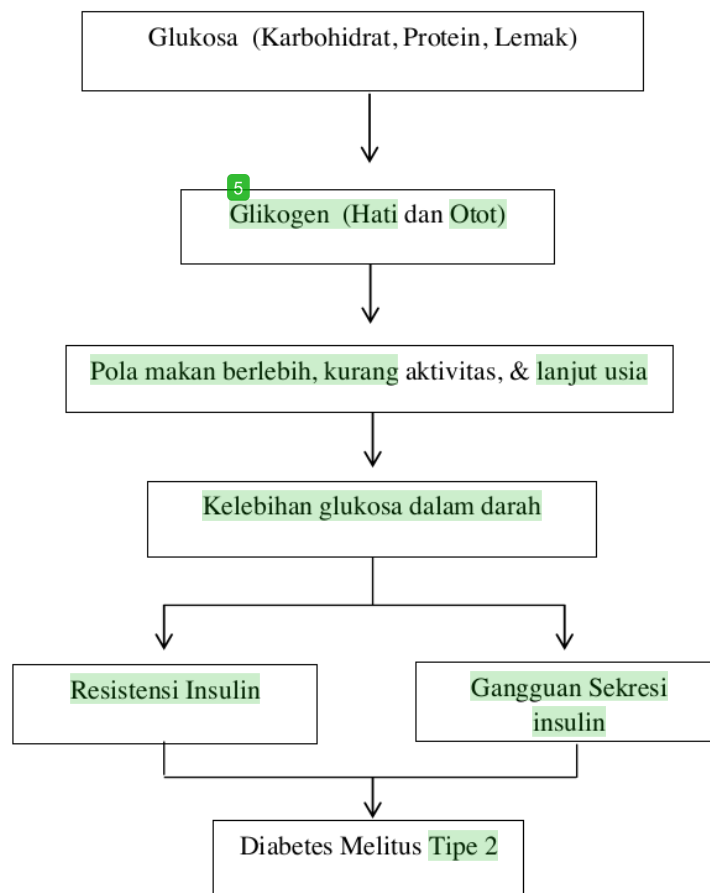 Glukosa (Karbohidrat, Protein, Lemak)
5
Glikogen (Hati dan Otot)
Pola makan berlebih, kurang aktivitas, & lanjut usia
Kelebihan glukosa dalam darah
Resistensi Insulin
Gangguan Sekresi
insulin
Diabetes Melitus Tipe 2